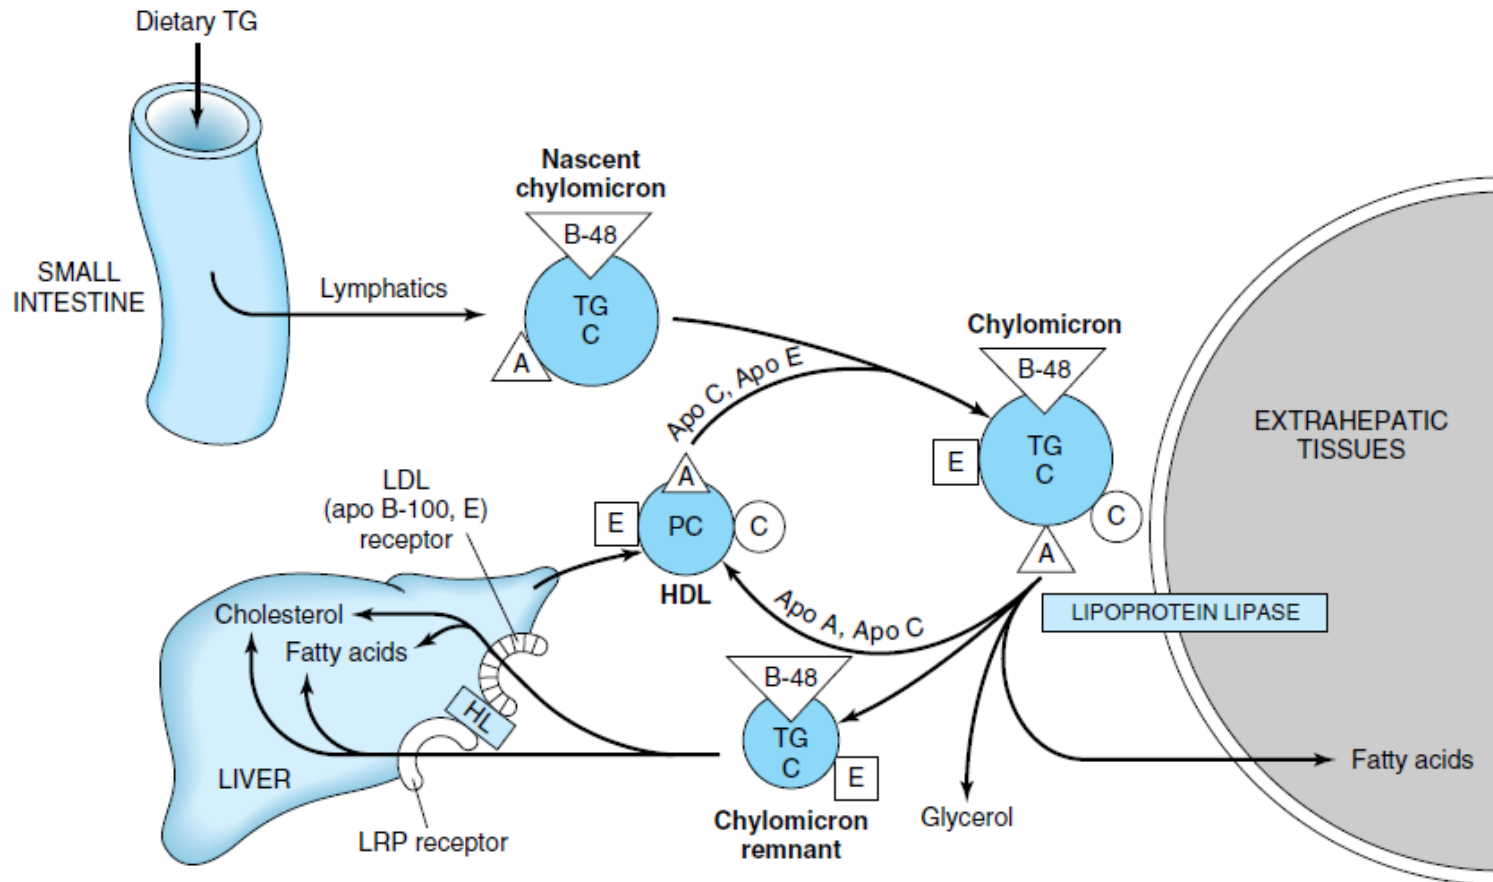 Dietary TG
SMALL
INTESTINE
Lymphatics
Nascent
chylomicron
B-48
TG
C
A
Apo C, Apo E
Chylomicron
B-48
TG
C
E
C
A
EXTRAHEPATIC
TISSUES
LDL
(apo B-100, E)
receptor
A
E
PC
C
HDL
Apo A, Apo C
LIPOPROTEIN LIPASE
Cholesterol
Fatty acids
HL
LIVER
LRP receptor
B-48
TG
C
E
Chylomicron
remnant
Glycerol
Fatty acids